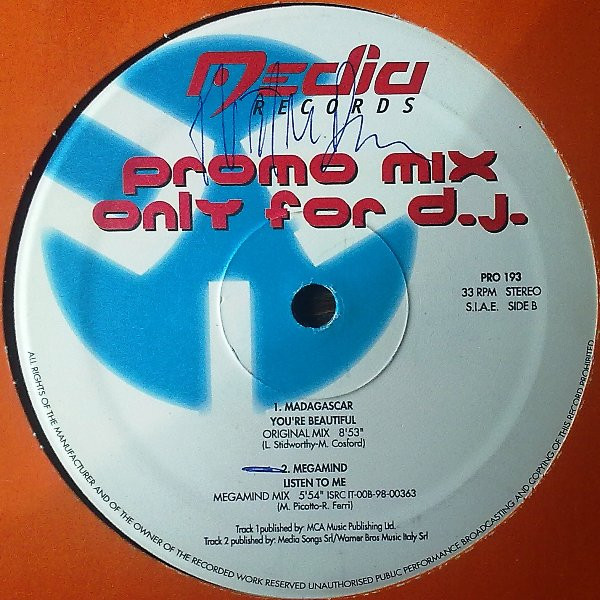 Media
RECORDS
promo mix
only for d.j.
PRO 193
33 RPM STEREO
S.I.A.E. SIDE B
1. MADAGASCAR
YOU'RE BEAUTIFUL
ORIGINAL MIX 8'53"
(L. Stidworthy-M. Cosford)
2. MEGAMIND
LISTEN TO ME
MEGAMIND MIX 5'54" ISRC IT-00B-98-00363
(M. Picotto-R. Ferri)
Track 1 published by: MCA Music Publishing Ltd.
Track 2 published by: Media Songs Srl/Warner Bros Music Italy Srl
ALL RIGHTS OF THE MANUFACTURER AND OF THE OWNER OF THE RECORDED WORK RESERVED UNAUTHORISED PUBLIC PERFORMANCE BROADCASTING AND COPYING OF THIS RECORD PROHIBITED